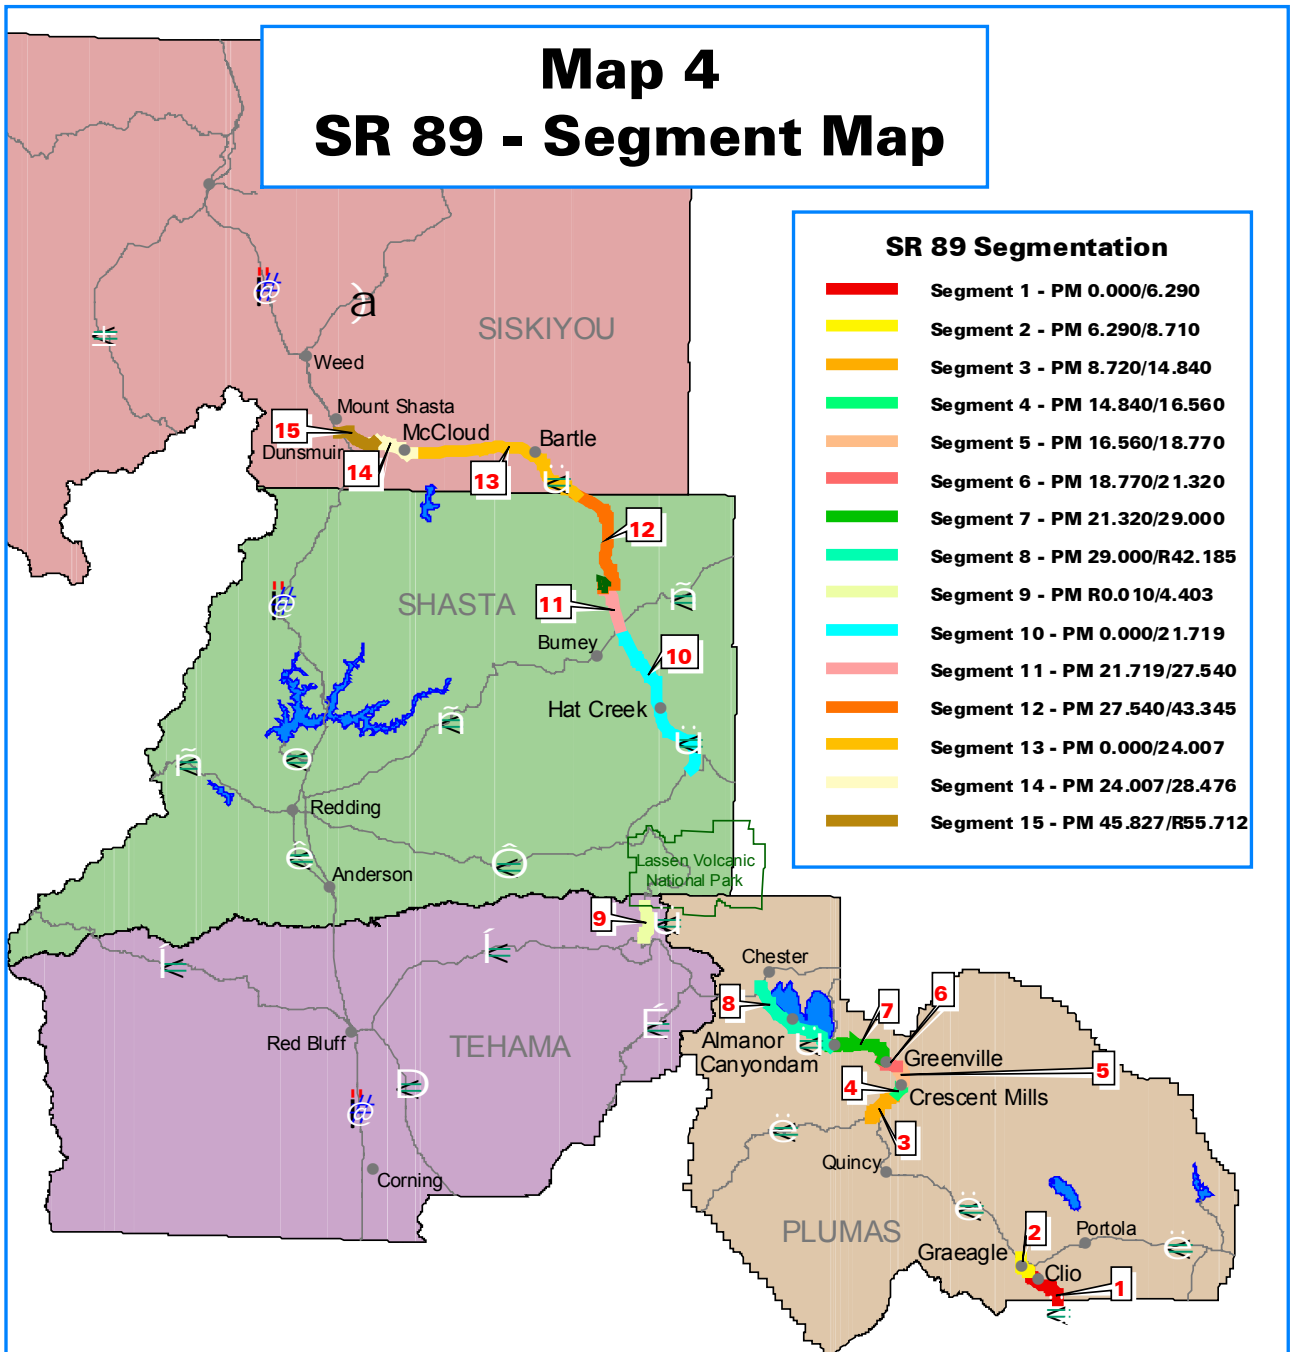 Map 4
SR 89 - Segment Map
SR 89 Segmentation
Segment 1 - PM 0.000/6.290
Segment 2 - PM 6.290/8.710
Segment 3 - PM 8.720/14.840
Segment 4 - PM 14.840/16.560
Segment 5 - PM 16.560/18.770
Segment 6 - PM 18.770/21.320
Segment 7 - PM 21.320/29.000
Segment 8 - PM 29.000/R42.185
Segment 9 - PM R0.010/4.403
Segment 10 - PM 0.000/21.719
Segment 11 - PM 21.719/27.540
Segment 12 - PM 27.540/43.345
Segment 13 - PM 0.000/24.007
Segment 14 - PM 24.007/28.476
Segment 15 - PM 45.827/R55.712
@
)a
SISKIYOU
Weed
Mount Shasta
15
McCloud
Bartle
Dunsmuir
14
13
ü
12
@
SHASTA
11
ñ
Burney
10
Hat Creek
ñ
ü
ñ
Redding
Ô
Ô
Lassen Volcanic
National Park
Anderson
9
ü
Í
Í
Chester
8
6
7
É
Red Bluff
TEHAMA
Almanor
ü
Canyondam
Greenville
5
4
Crescent Mills
D
@
3
ë
Quincy
Corning
ë
PLUMAS
2
Portola
Graeagle
ë
Clio
1